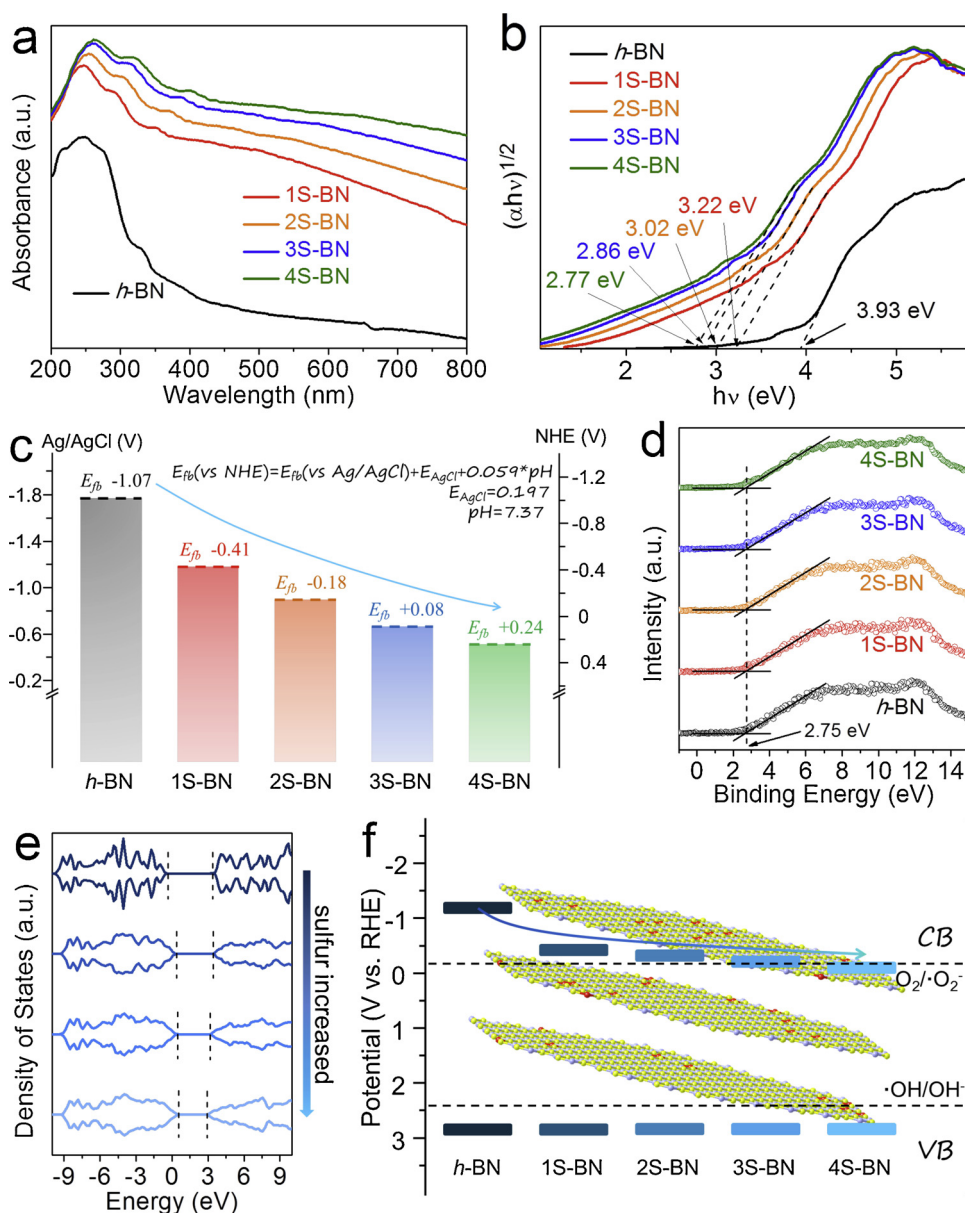 a
Absorbance (a.u.)
1S-BN
2S-BN
3S-BN
4S-BN
h-BN
200 300 400 500 600 700 800
Wavelength (nm)
b
(αhν)1/2
h-BN
1S-BN
2S-BN
3S-BN
4S-BN
3.22 eV
3.02 eV
2.86 eV
2.77 eV
3.93 eV
2 3 4 5
hν (eV)
c
Ag/AgCl (V)
NHE (V)
-1.8
-1.4
-1.0
-0.6
-0.2
Efb(vs NHE)=Efb(vs Ag/AgCl)+EAgCl+0.059*pH
EAgCl=0.197
pH=7.37
Efb -1.07
Efb -0.41
Efb -0.18
Efb +0.08
Efb +0.24
-1.2
-0.8
-0.4
0
0.4
h-BN 1S-BN 2S-BN 3S-BN 4S-BN
d
Intensity (a.u.)
4S-BN
3S-BN
2S-BN
1S-BN
h-BN
2.75 eV
0 2 4 6 8 10 12 14
Binding Energy (eV)
e
Density of States (a.u.)
sulfur increased
-9 -6 -3 0 3 6 9
Energy (eV)
f
Potential (V vs. RHE)
-2
-1
0
1
2
3
CB
O2/·O2-
·OH/OH-
VB
h-BN 1S-BN 2S-BN 3S-BN 4S-BN